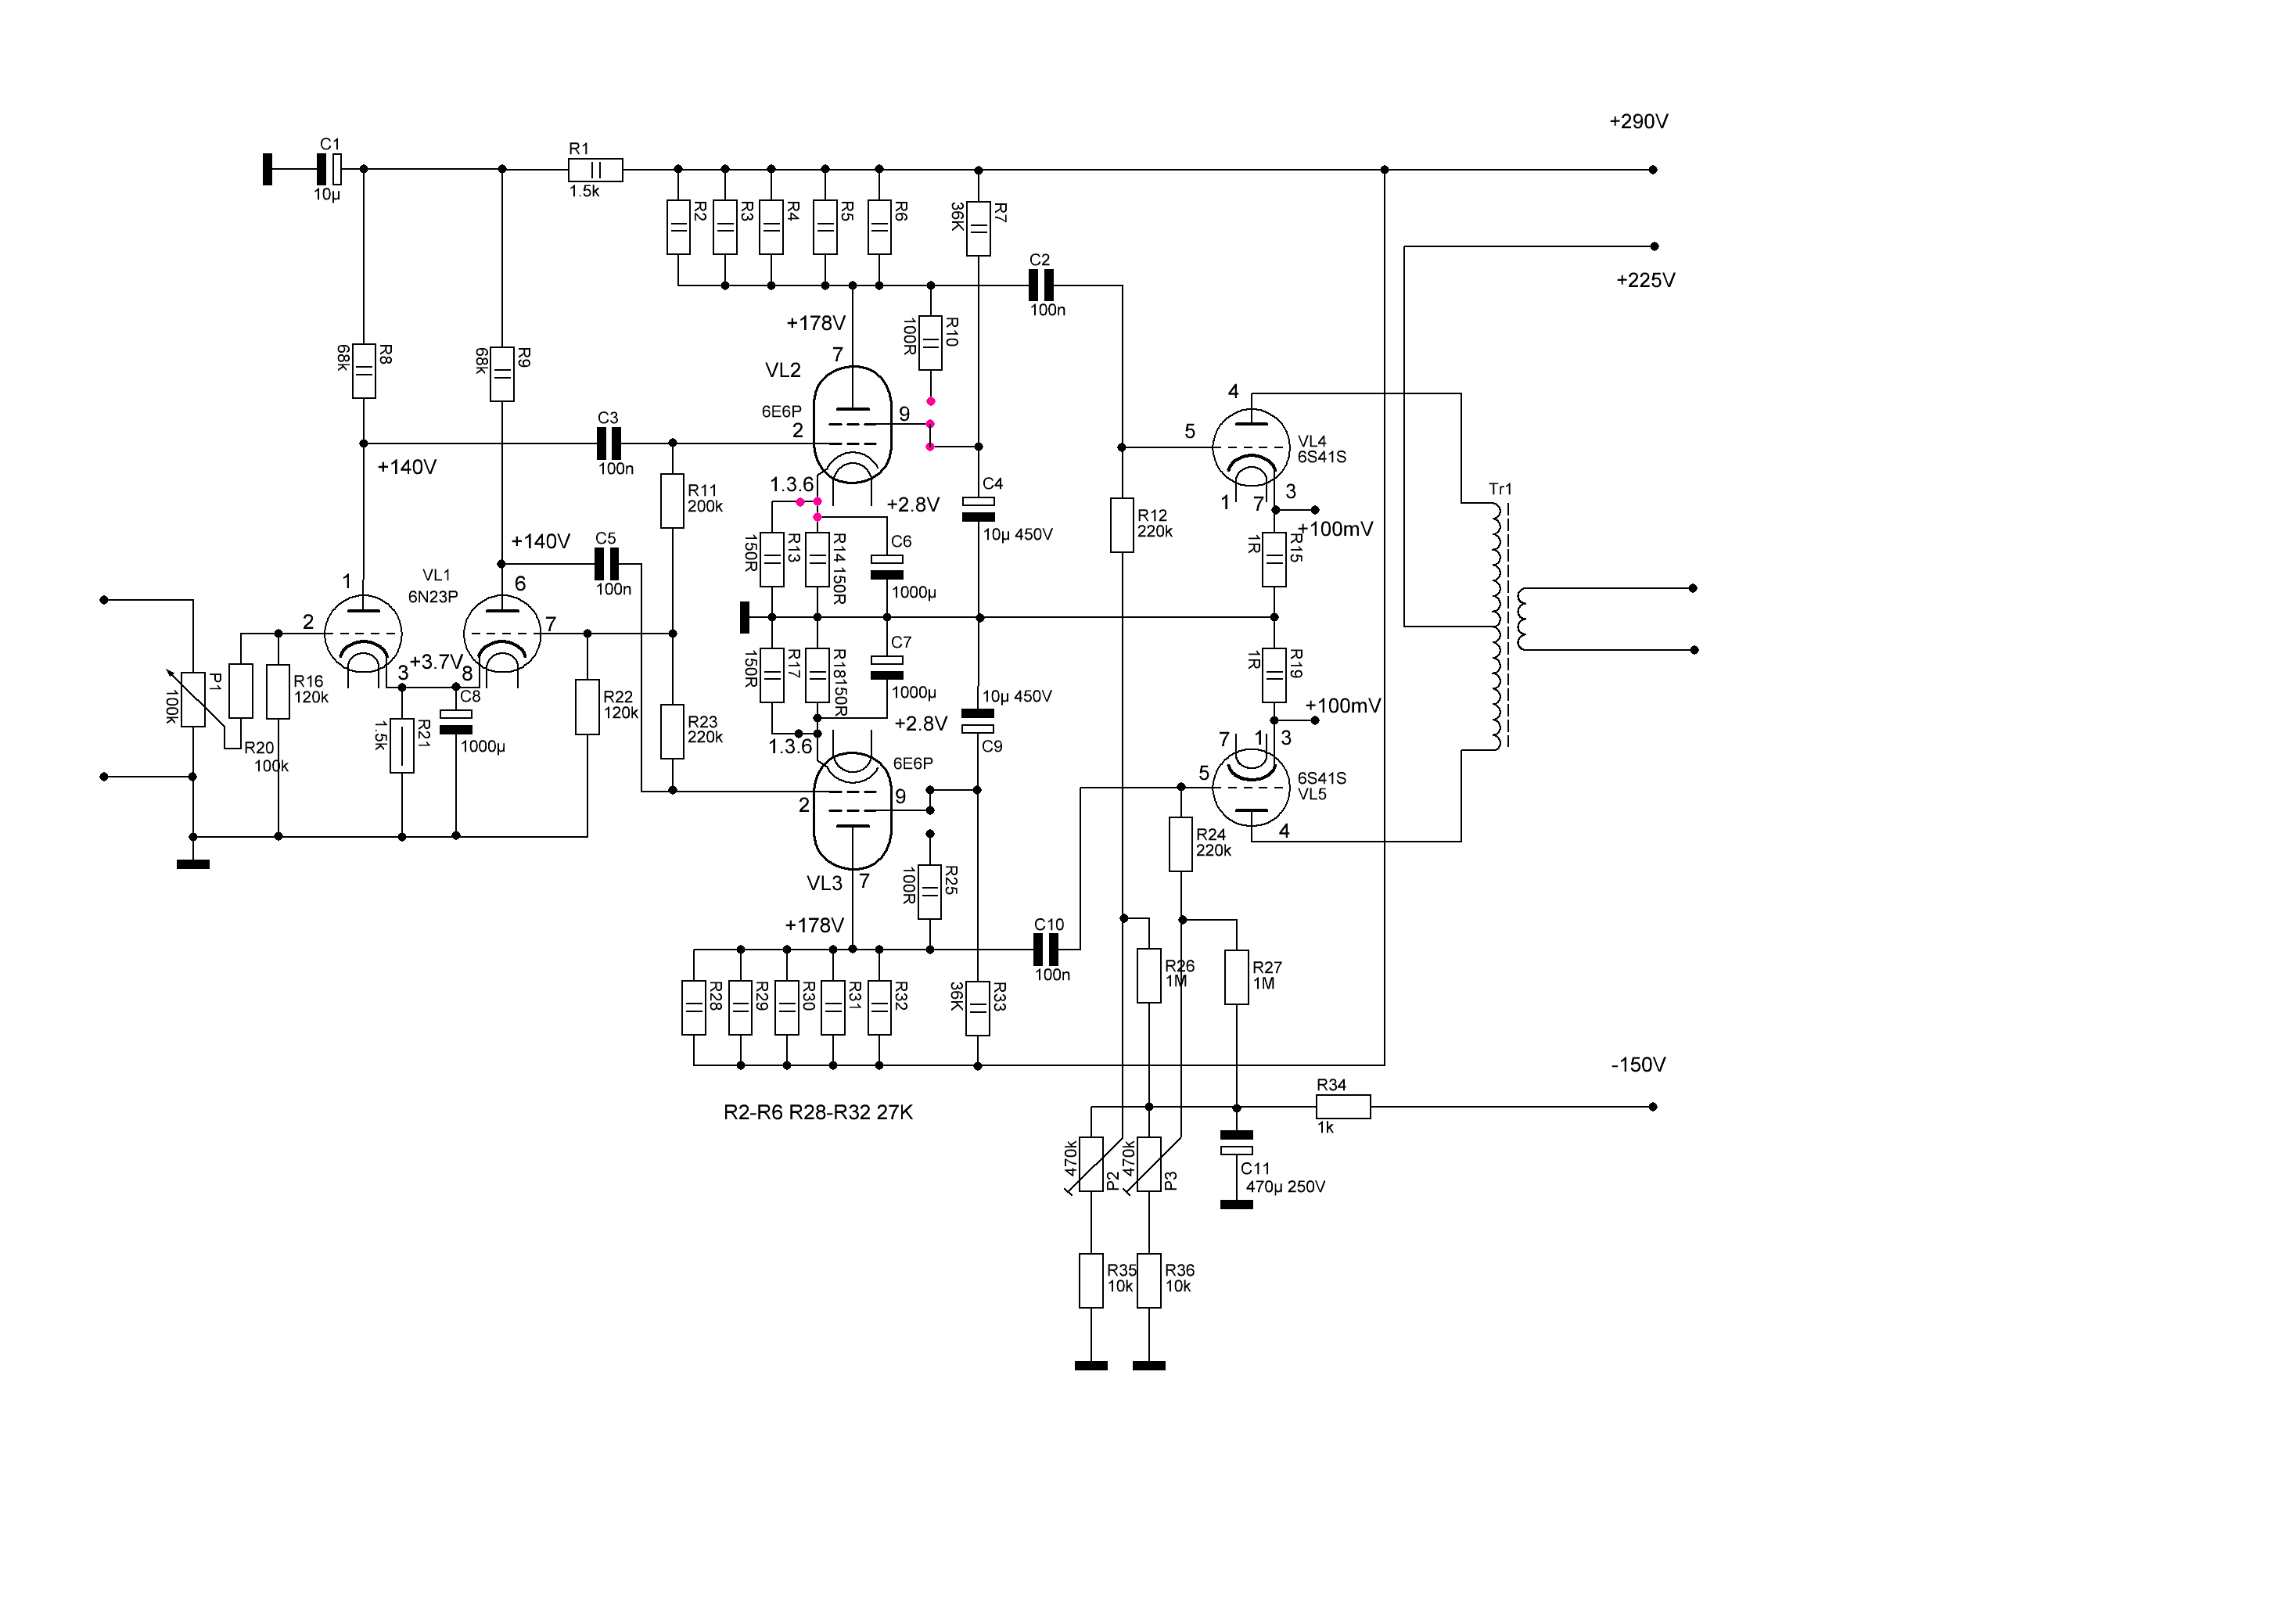 +290V
C1
10µ
R1
1.5k
R2
R3
R4
R5
R6
R7
36K
+225V
C2
100n
+178V
R10
100R
7
VL2
6E6P
9
2
R8
68k
R9
68k
C3
100n
+140V
4
5
VL4
6S41S
1.3.6
+2.8V
R11
200k
C4
10µ 450V
1
7
3
+100mV
Tr1
R12
220k
+140V
C5
100n
R13
150R
R14 150R
C6
1000µ
R15
1R
1
VL1
6N23P
6
2
7
+3.7V
3
8
P1
100k
R16
120k
C8
1000µ
R21
1.5k
R20
100k
R22
120k
R23
220k
R17
150R
R18150R
C7
1000µ
+2.8V
1.3.6
10µ 450V
C9
R19
1R
+100mV
7
1
3
5
6S41S
VL5
4
6E6P
9
2
VL3
7
R25
100R
R24
220k
+178V
C10
100n
R28
R29
R30
R31
R32
R33
36K
R26
1M
R27
1M
-150V
R2-R6 R28-R32 27K
R34
1k
470k
P2
470k
P3
C11
470µ 250V
R35
10k
R36
10k